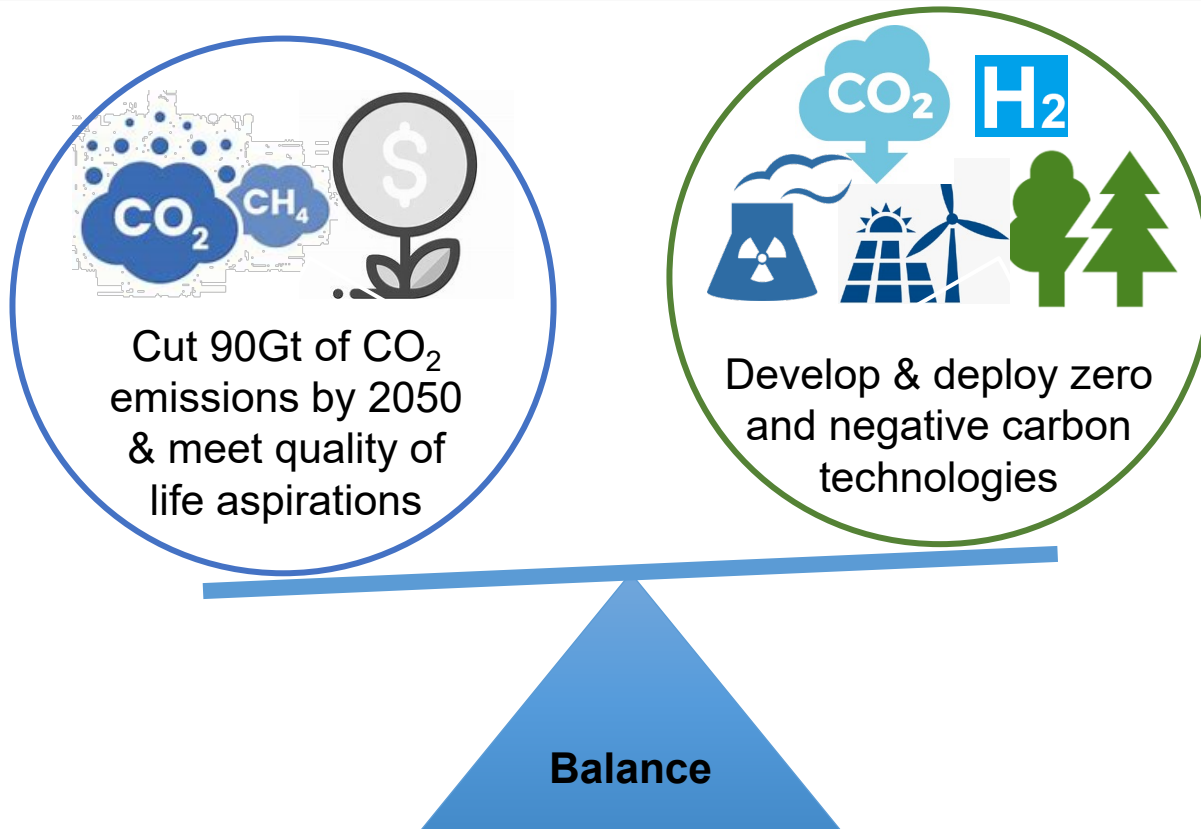 CO₂
CH₄
$
Cut 90Gt of CO₂
emissions by 2050
& meet quality of
life aspirations
CO₂
H₂
Develop & deploy zero
and negative carbon
technologies
Balance